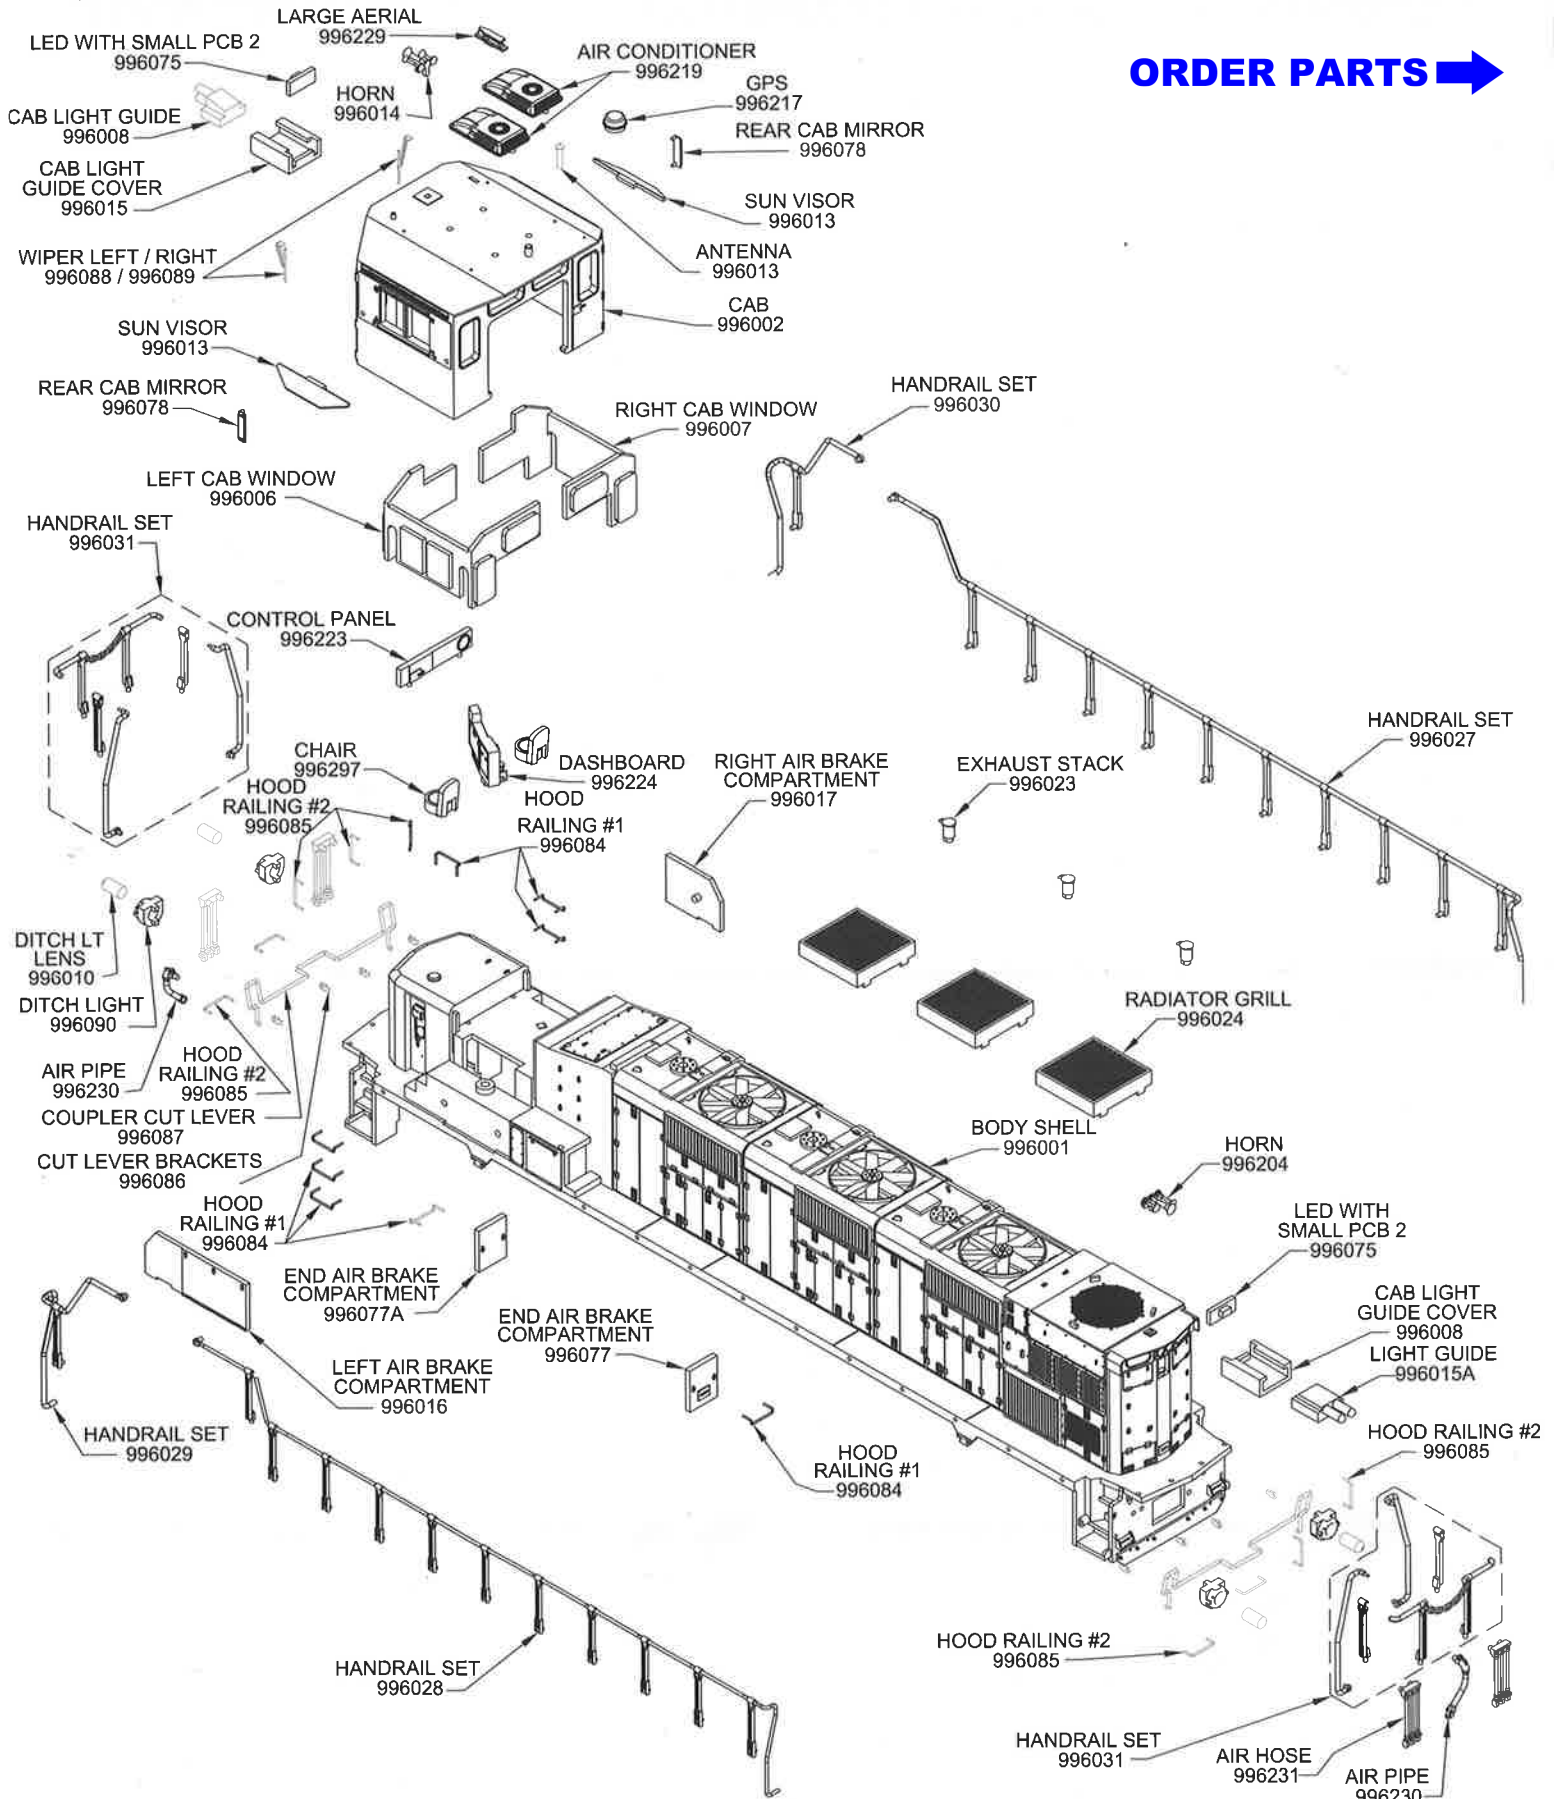 LARGE AERIAL
996229
LED WITH SMALL PCB 2
996075
AIR CONDITIONER
996219
ORDER PARTS
HORN
996014
GPS
996217
CAB LIGHT GUIDE
996008
REAR CAB MIRROR
996078
CAB LIGHT
GUIDE COVER
996015
SUN VISOR
996013
WIPER LEFT / RIGHT
996088 / 996089
ANTENNA
996013
CAB
996002
SUN VISOR
996013
REAR CAB MIRROR
996078
HANDRAIL SET
996030
RIGHT CAB WINDOW
996007
LEFT CAB WINDOW
996006
HANDRAIL SET
996031
CONTROL PANEL
996223
HANDRAIL SET
996027
CHAIR
996297
DASHBOARD
996224
RIGHT AIR BRAKE
COMPARTMENT
996017
EXHAUST STACK
996023
HOOD
RAILING #2
996085
HOOD
RAILING #1
996084
DITCH LT
LENS
996010
DITCH LIGHT
996090
RADIATOR GRILL
996024
AIR PIPE
996230
HOOD
RAILING #2
996085
COUPLER CUT LEVER
996087
BODY SHELL
996001
CUT LEVER BRACKETS
996086
HORN
996204
HOOD
RAILING #1
996084
LED WITH
SMALL PCB 2
996075
END AIR BRAKE
COMPARTMENT
996077A
CAB LIGHT
GUIDE COVER
996008
END AIR BRAKE
COMPARTMENT
996077
LIGHT GUIDE
996015A
LEFT AIR BRAKE
COMPARTMENT
996016
HANDRAIL SET
996029
HOOD RAILING #2
996085
HOOD
RAILING #1
996084
HOOD RAILING #2
996085
HANDRAIL SET
996028
HANDRAIL SET
996031
AIR HOSE
996231
AIR PIPE
996230